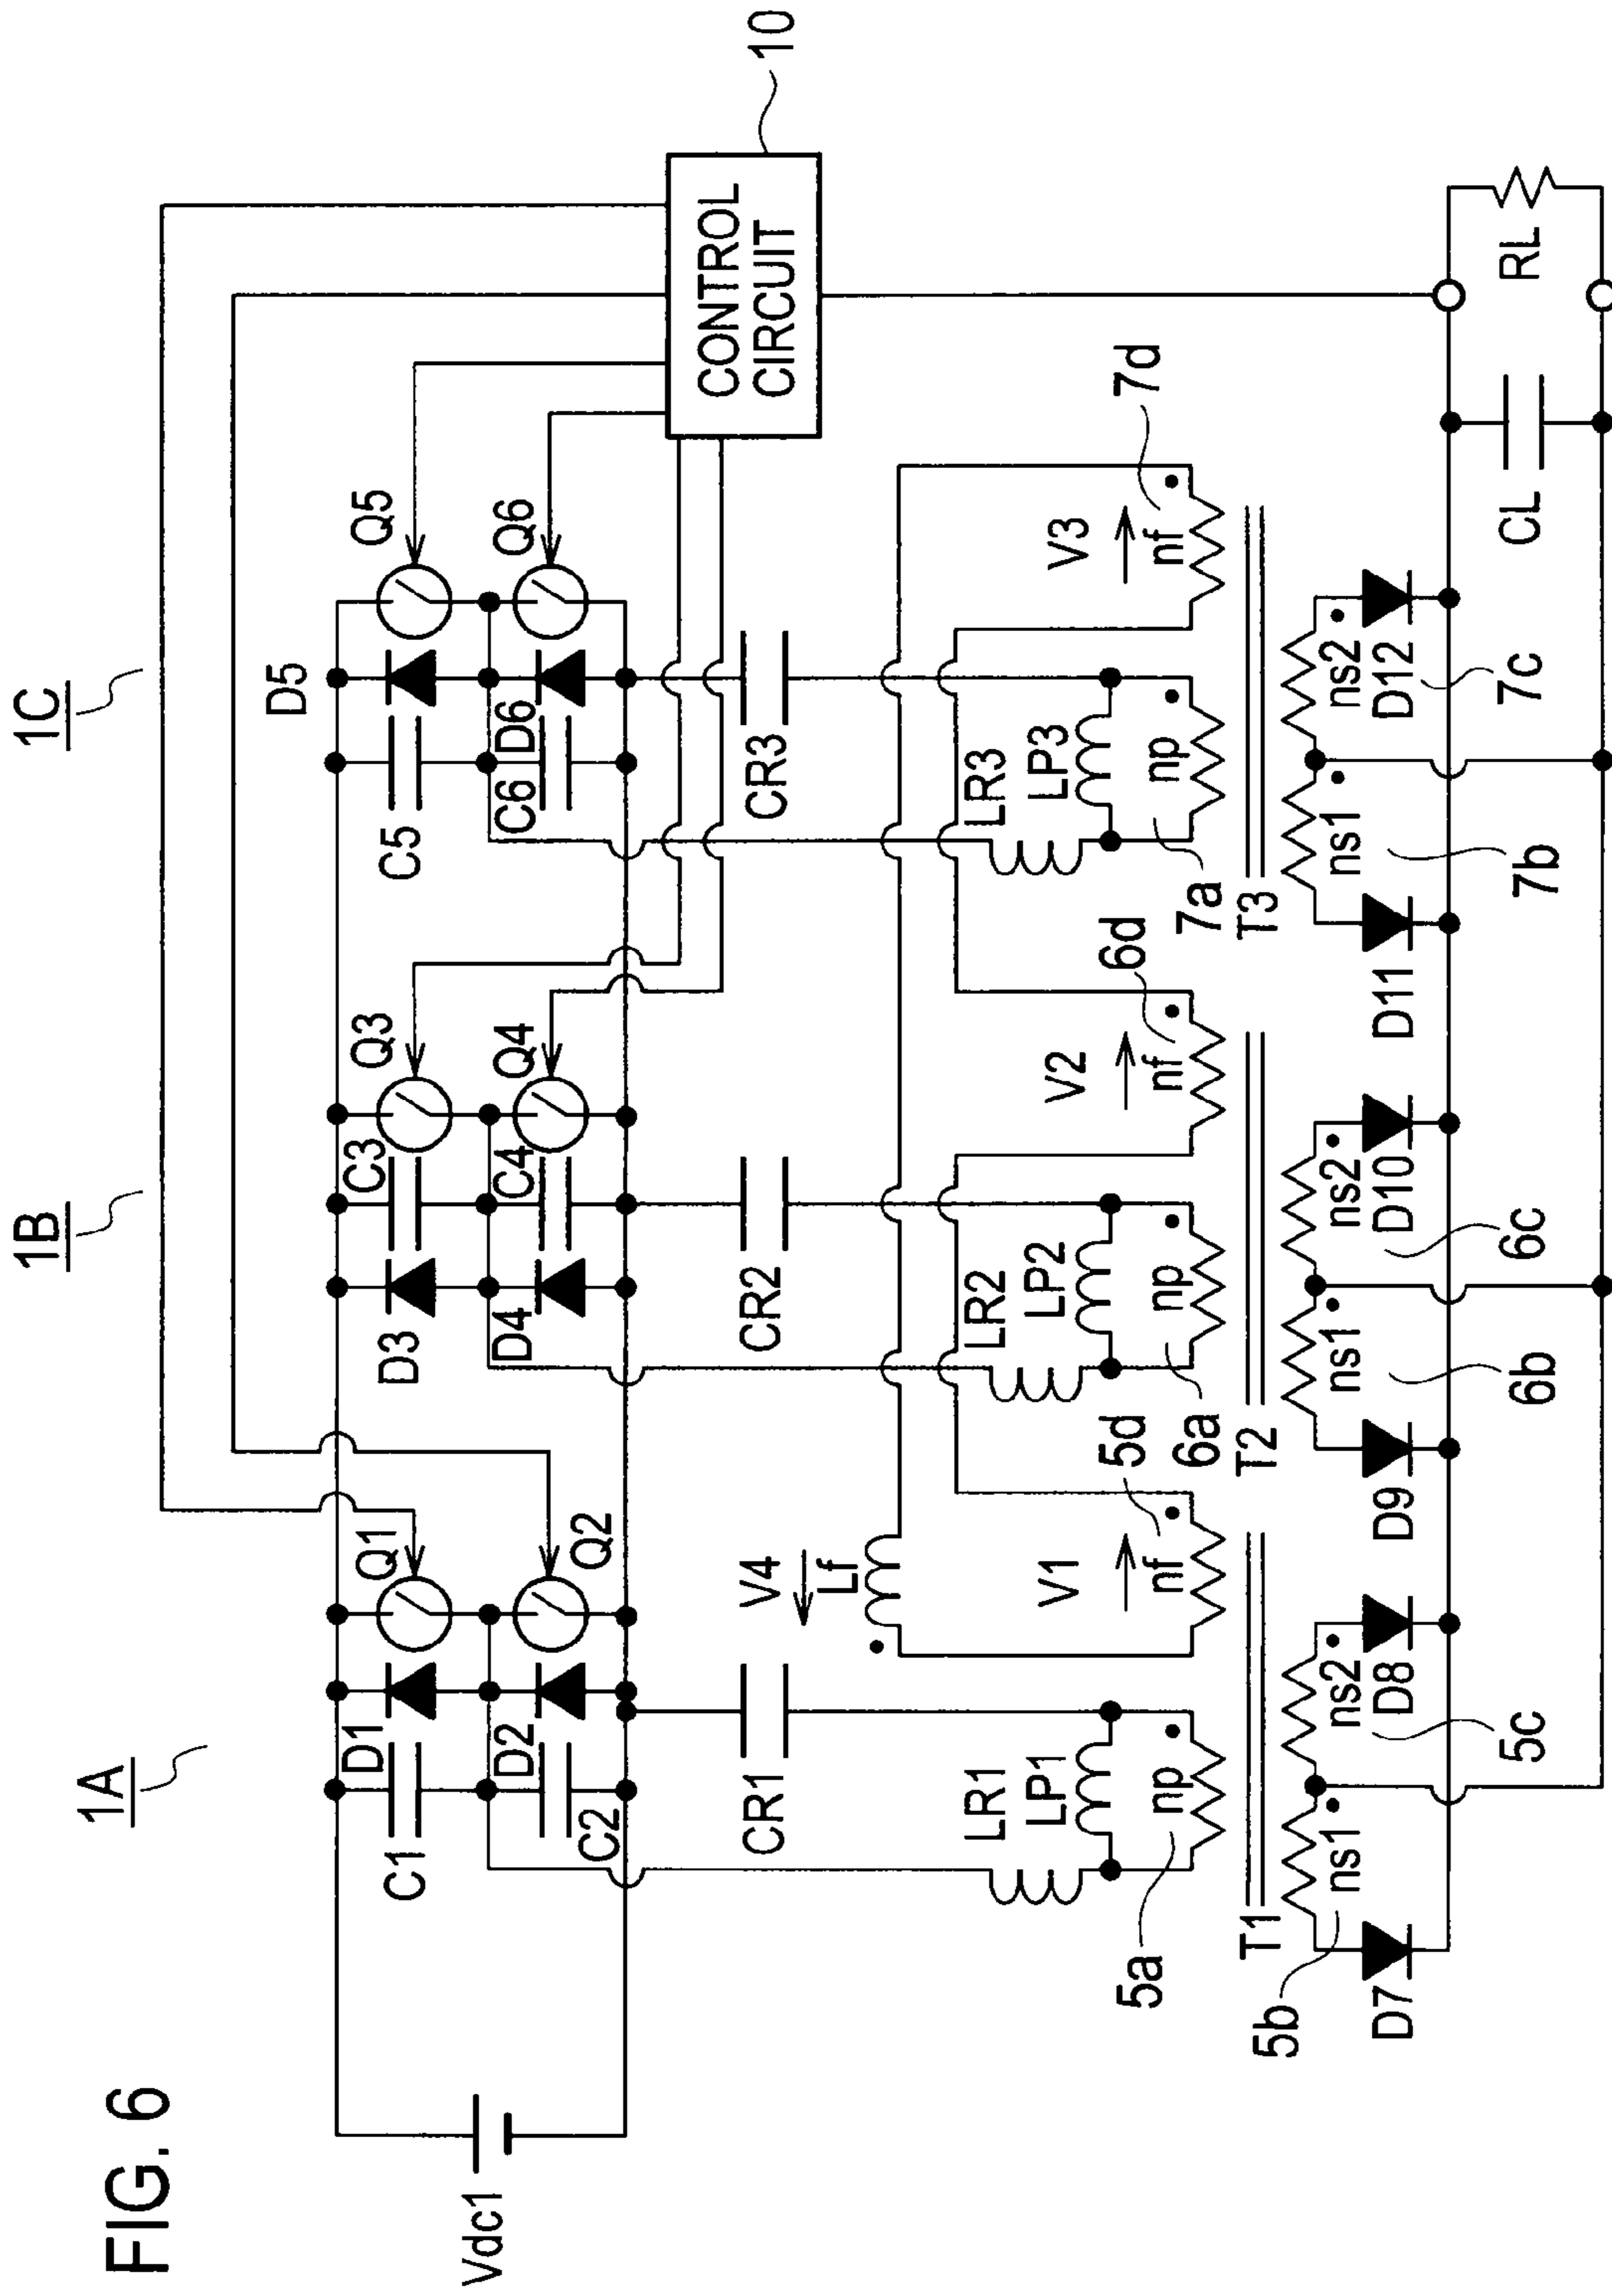 FIG. 6
1A
1B
1C
10
Vdc1
C1
D1
Q1
D2
C2
Q2
D3
C3
Q3
D4
C4
Q4
C5
D5
Q5
C6
D6
Q6
CONTROL
CIRCUIT
CR1
CR2
CR3
V4
Lf
LR1
LP1
5a
np
V1
nf
5d
LR2
LP2
6a
np
V2
nf
6d
LR3
LP3
7a
np
V3
nf
7d
T1
T2
T3
5b
ns1
ns2
5c
D7
D8
6b
ns1
ns2
6c
D9
D10
7b
ns1
ns2
7c
D11
D12
CL
RL